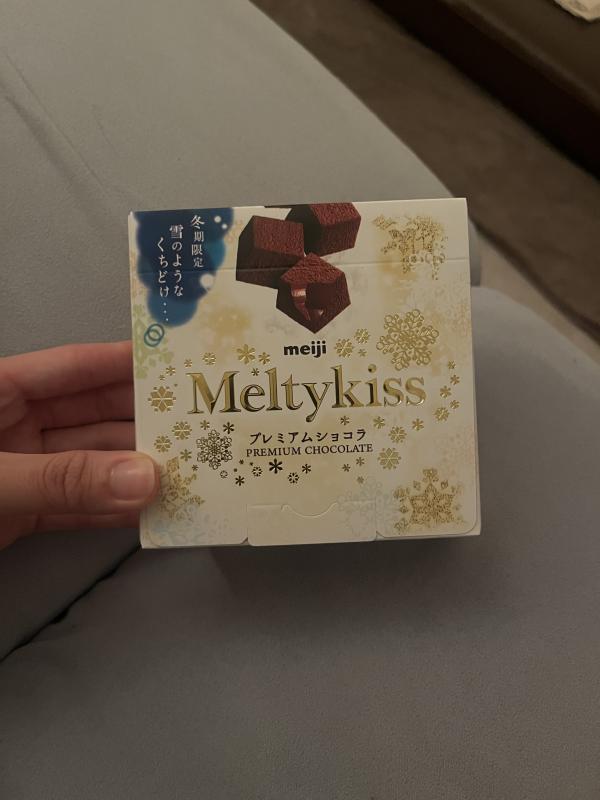 冬期限定
雪のような
くちどけ...
meiji
Meltykiss
プレミアムショコラ
PREMIUM CHOCOLATE